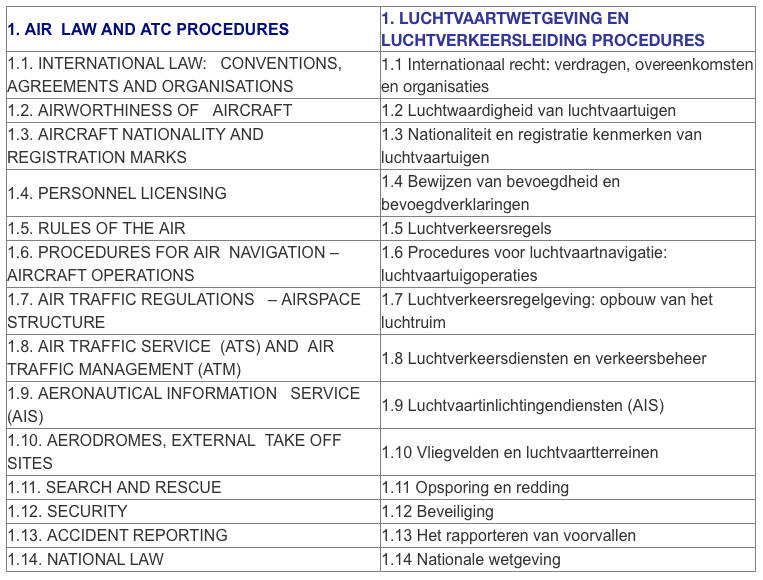 1. AIR LAW AND ATC PROCEDURES
1. LUCHTVAARTWETGEVING EN
LUCHTVERKEERSLEIDING PROCEDURES
1.1. INTERNATIONAL LAW: CONVENTIONS,
AGREEMENTS AND ORGANISATIONS
1.1 Internationaal recht: verdragen, overeenkomsten
en organisaties
1.2. AIRWORTHINESS OF AIRCRAFT
1.2 Luchtwaardigheid van luchtvaartuigen
1.3. AIRCRAFT NATIONALITY AND
REGISTRATION MARKS
1.3 Nationaliteit en registratie kenmerken van
luchtvaartuigen
1.4. PERSONNEL LICENSING
1.4 Bewijzen van bevoegdheid en
bevoegdverklaringen
1.5. RULES OF THE AIR
1.5 Luchtverkeersregels
1.6. PROCEDURES FOR AIR NAVIGATION –
AIRCRAFT OPERATIONS
1.6 Procedures voor luchtvaartnavigatie:
luchtvaartuigoperaties
1.7. AIR TRAFFIC REGULATIONS – AIRSPACE
STRUCTURE
1.7 Luchtverkeersregelgeving: opbouw van het
luchtruim
1.8. AIR TRAFFIC SERVICE (ATS) AND AIR
TRAFFIC MANAGEMENT (ATM)
1.8 Luchtverkeersdiensten en verkeersbeheer
1.9. AERONAUTICAL INFORMATION SERVICE
(AIS)
1.9 Luchtvaartinlichtingendiensten (AIS)
1.10. AERODROMES, EXTERNAL TAKE OFF
SITES
1.10 Vliegvelden en luchtvaartterreinen
1.11. SEARCH AND RESCUE
1.11 Opsporing en redding
1.12. SECURITY
1.12 Beveiliging
1.13. ACCIDENT REPORTING
1.13 Het rapporteren van voorvallen
1.14. NATIONAL LAW
1.14 Nationale wetgeving